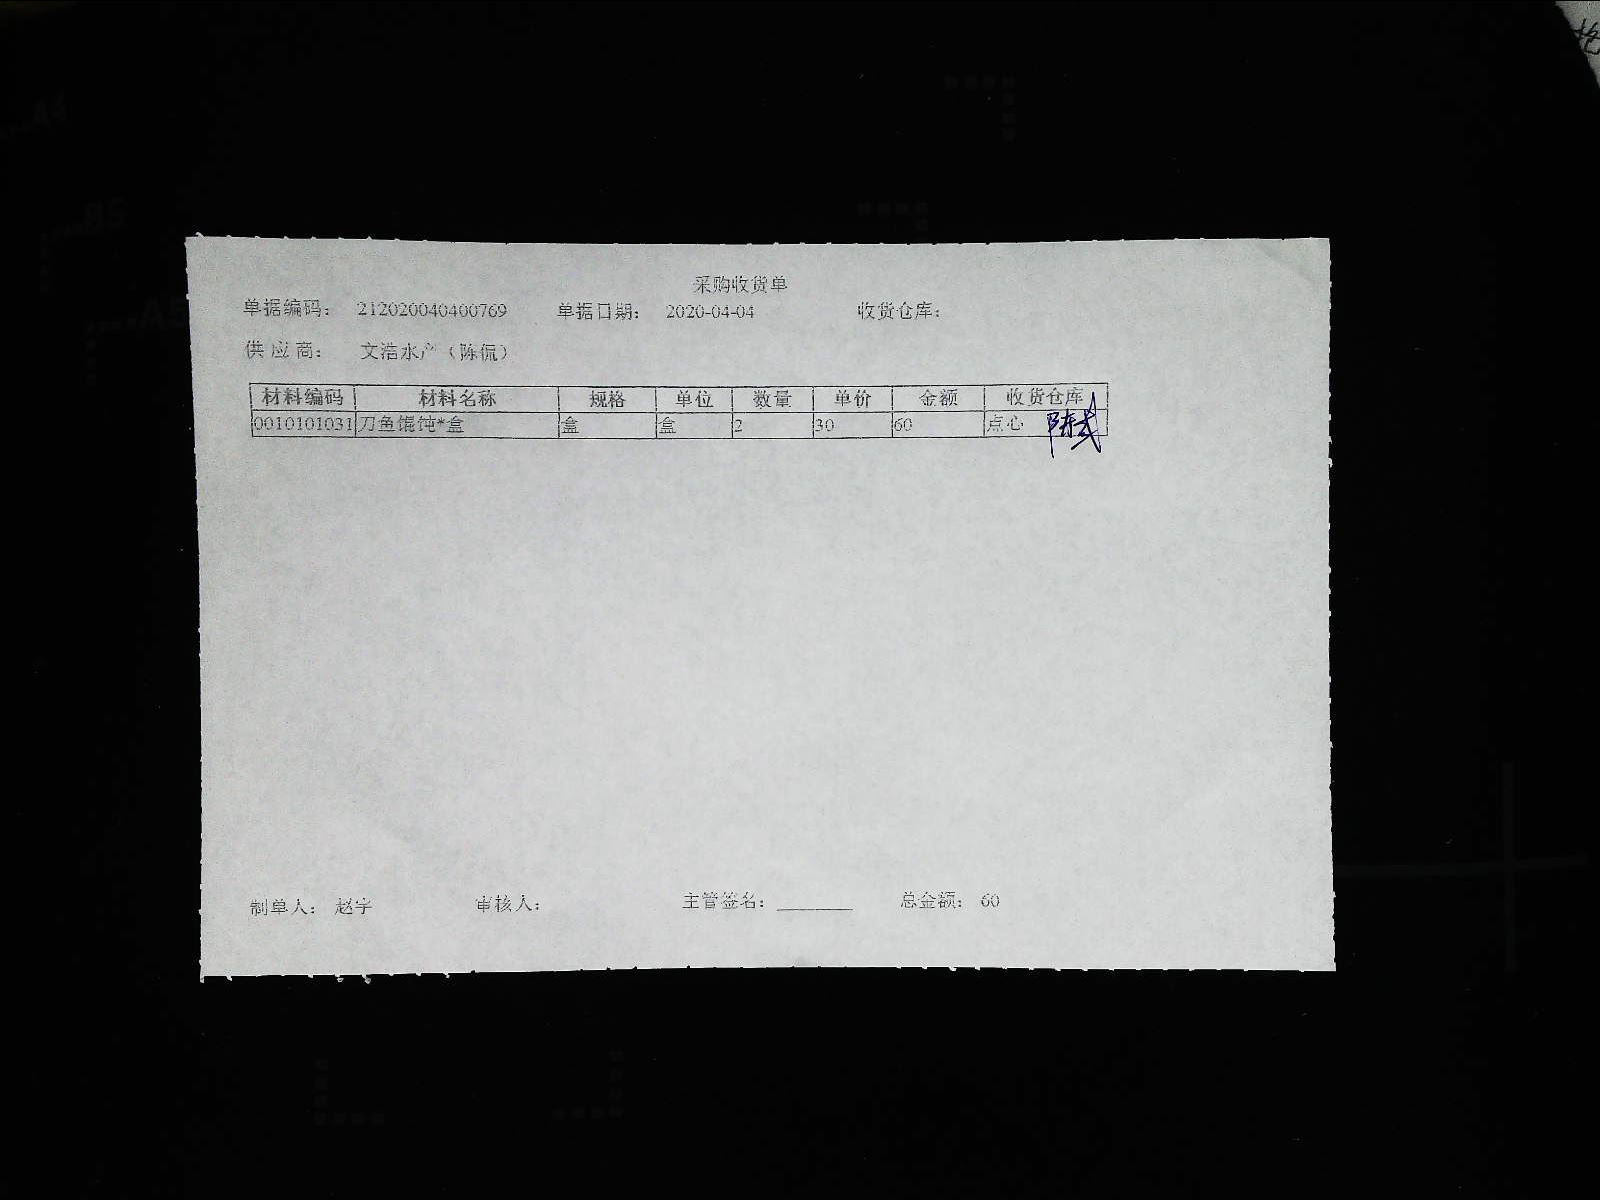 采购收货单
单据编码： 212020040400769 单据日期： 2020-04-04 收货仓库：
供 应 商： 文浩水产（陈侃）
材料编码 材料名称 规格 单位 数量 单价 金额 收货仓库
0010101031 刀鱼馄饨*盒 盒 盒 2 30 60 点心
制单人： 赵宇 审核人： 主管签名： 总金额： 60